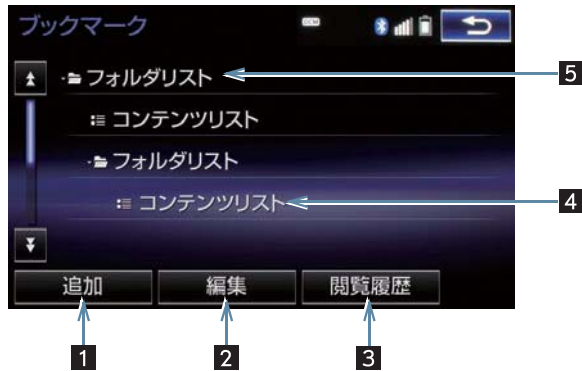 ブックマーク DCM
フォルダリスト 5
コンテンツリスト
フォルダリスト
コンテンツリスト 4
追加 編集 閲覧履歴
1 2 3